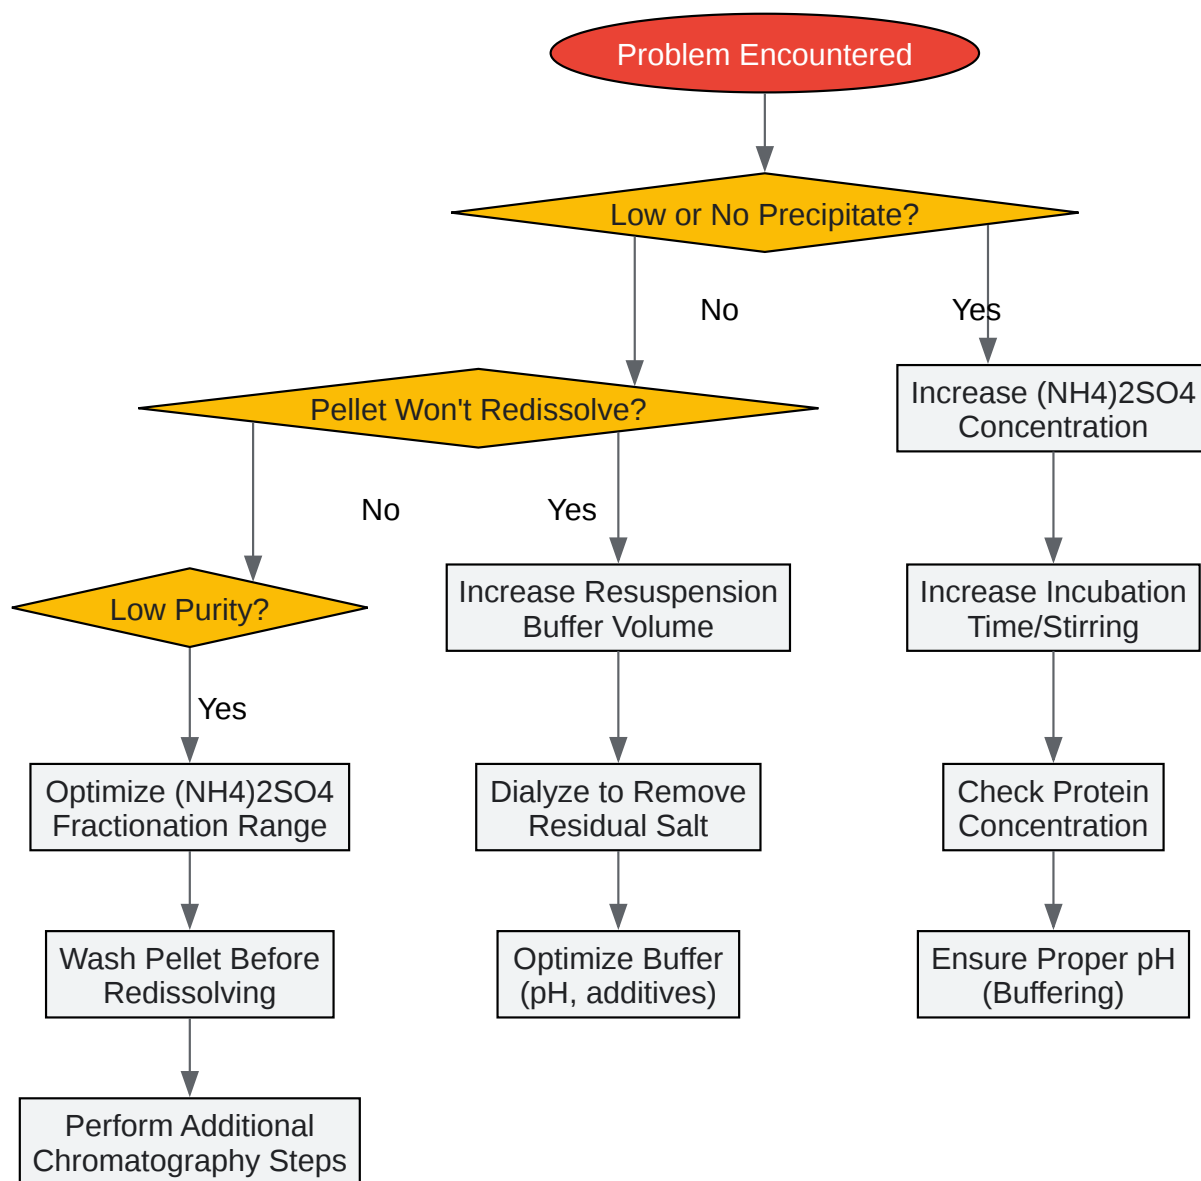 Problem Encountered
Low or No Precipitate?
No
Yes
Pellet Won't Redissolve?
Increase (NH4)2SO4
Concentration
No
Yes
Low Purity?
Increase Resuspension
Buffer Volume
Increase Incubation
Time/Stirring
Yes
Optimize (NH4)2SO4
Fractionation Range
Dialyze to Remove
Residual Salt
Check Protein
Concentration
Wash Pellet Before
Redissolving
Optimize Buffer
(pH, additives)
Ensure Proper pH
(Buffering)
Perform Additional
Chromatography Steps